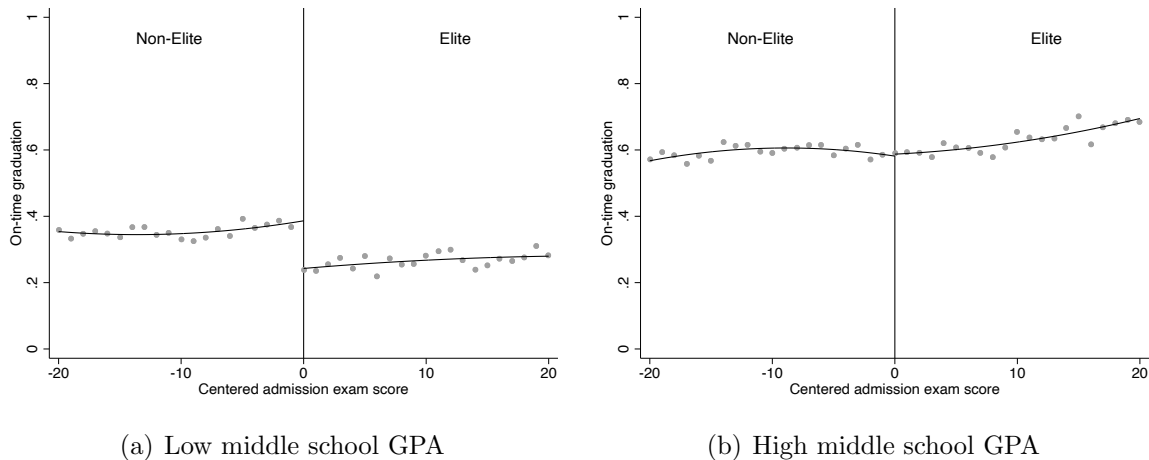 Non-Elite
Elite
On-time graduation
0
.2
.4
.6
.8
1
-20
-10
0
10
20
Centered admission exam score
(a) Low middle school GPA
Non-Elite
Elite
On-time graduation
0
.2
.4
.6
.8
1
-20
-10
0
10
20
Centered admission exam score
(b) High middle school GPA